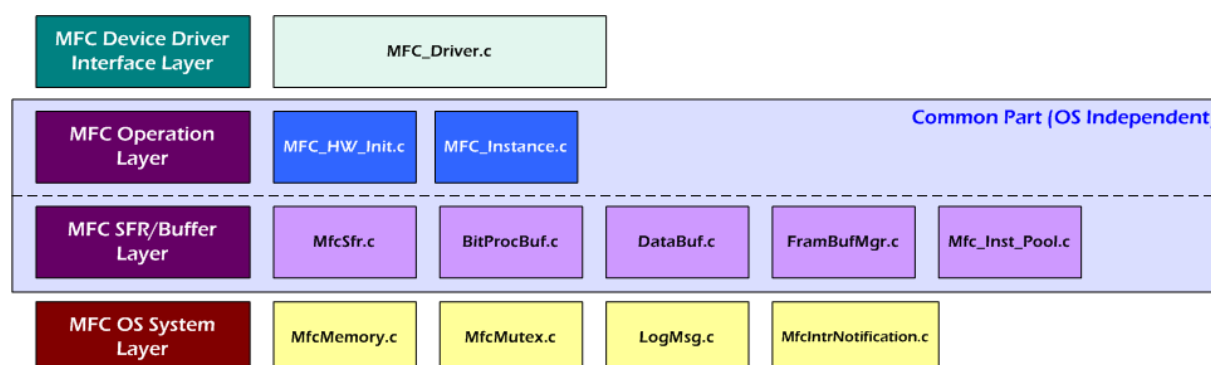 MFC Device Driver
Interface Layer
MFC_Driver.c
Common Part (OS Independent)
MFC Operation
Layer
MFC_HW_Init.c
MFC_Instance.c
MFC SFR/Buffer
Layer
MfcSfr.c
BitProcBuf.c
DataBuf.c
FramBufMgr.c
Mfc_Inst_Pool.c
MFC OS System
Layer
MfcMemory.c
MfcMutex.c
LogMsg.c
MfcIntrNotification.c